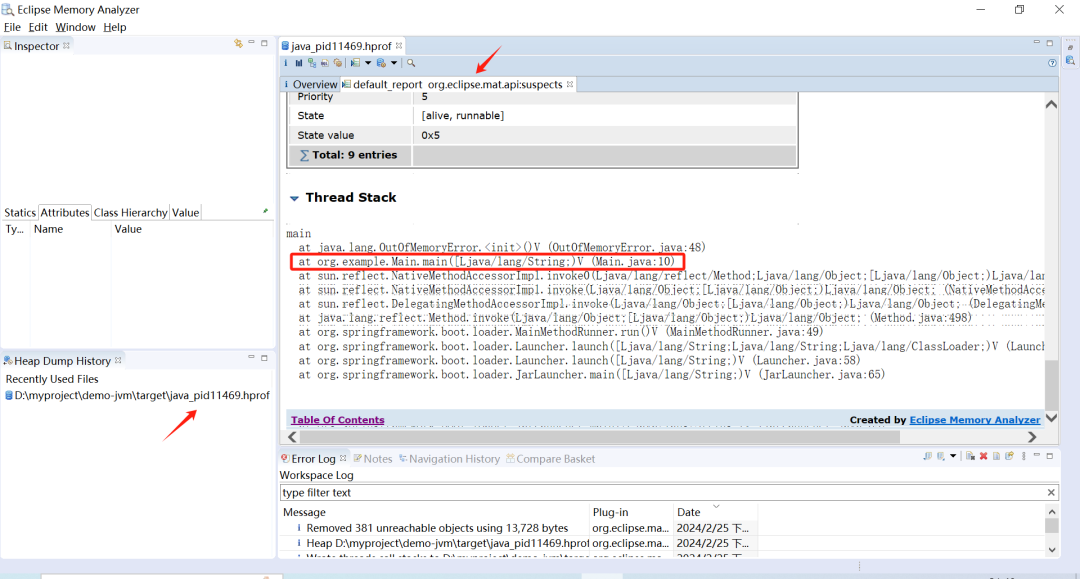 Eclipse Memory Analyzer
File Edit Window Help
Inspector
java_pid11469.hprof
Overview default_report org.eclipse.mat.api:suspects
Priority 5
State [alive, runnable]
State value 0x5
∑ Total: 9 entries
Thread Stack
main
at java.lang.OutOfMemoryError.<init>()V (OutOfMemoryError.java:48)
at org.example.Main.main([Ljava/lang/String;)V (Main.java:10)
at sun.reflect.NativeMethodAccessorImpl.invoke0(Ljava/lang/reflect/Method;Ljava/lang/Object;[Ljava/lang/Object;)Ljava/lan
at sun.reflect.NativeMethodAccessorImpl.invoke(Ljava/lang/Object;[Ljava/lang/Object;)Ljava/lang/Object; (NativeMethodAcce
at sun.reflect.DelegatingMethodAccessorImpl.invoke(Ljava/lang/Object;[Ljava/lang/Object;)Ljava/lang/Object; (DelegatingMe
at java.lang.reflect.Method.invoke(Ljava/lang/Object;[Ljava/lang/Object;)Ljava/lang/Object; (Method.java:498)
at org.springframework.boot.loader.MainMethodRunner.run()V (MainMethodRunner.java:49)
at org.springframework.boot.loader.Launcher.launch([Ljava/lang/String;Ljava/lang/String;Ljava/lang/ClassLoader;)V (Launch
at org.springframework.boot.loader.Launcher.launch([Ljava/lang/String;)V (Launcher.java:58)
at org.springframework.boot.loader.JarLauncher.main([Ljava/lang/String;)V (JarLauncher.java:65)
Table Of Contents Created by Eclipse Memory Analyzer
Statics Attributes Class Hierarchy Value
Ty... Name Value
Heap Dump History
Recently Used Files
D:\myproject\demo-jvm\target\java_pid11469.hprof
Error Log Notes Navigation History Compare Basket
Workspace Log
type filter text
Message Plug-in Date
Removed 381 unreachable objects using 13,728 bytes org.eclipse.ma... 2024/2/25 下...
Heap D:\myproject\demo-jvm\target\java_pid11469.hprof org.eclipse.ma... 2024/2/25 下...